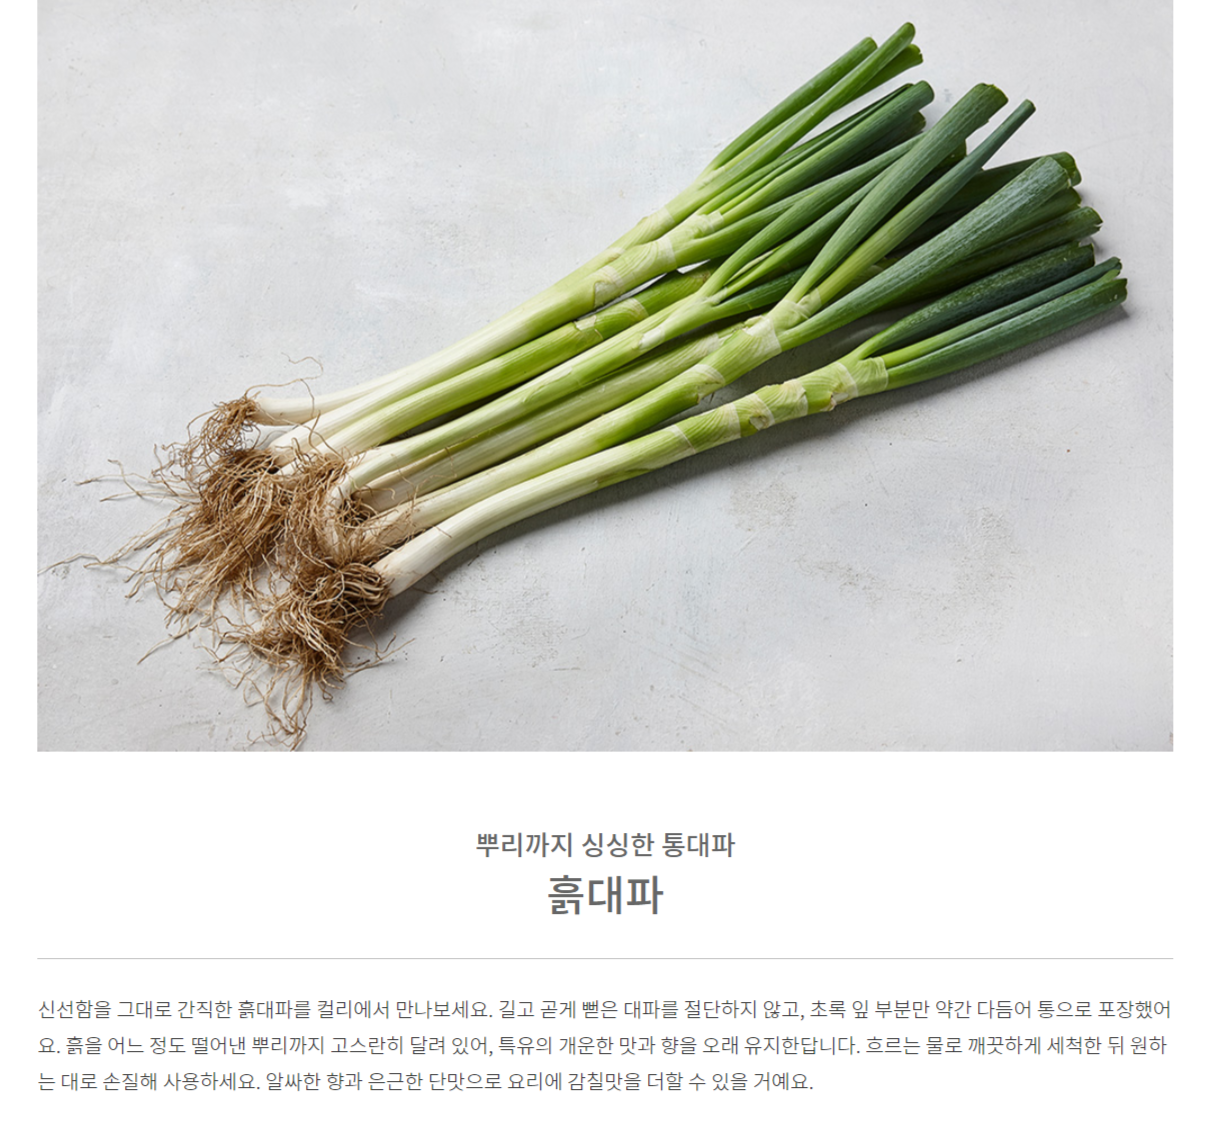 뿌리까지 싱싱한 통대파
흙대파
신선함을 그대로 간직한 흙대파를 컬리에서 만나보세요. 길고 곧게 뻗은 대파를 절단하지 않고, 초록 잎 부분만 약간 다듬어 통으로 포장했어
요. 흙을 어느 정도 떨어낸 뿌리까지 고스란히 달려 있어, 특유의 개운한 맛과 향을 오래 유지한답니다. 흐르는 물로 깨끗하게 세척한 뒤 원하
는 대로 손질해 사용하세요. 알싸한 향과 은근한 단맛으로 요리에 감칠맛을 더할 수 있을 거예요.